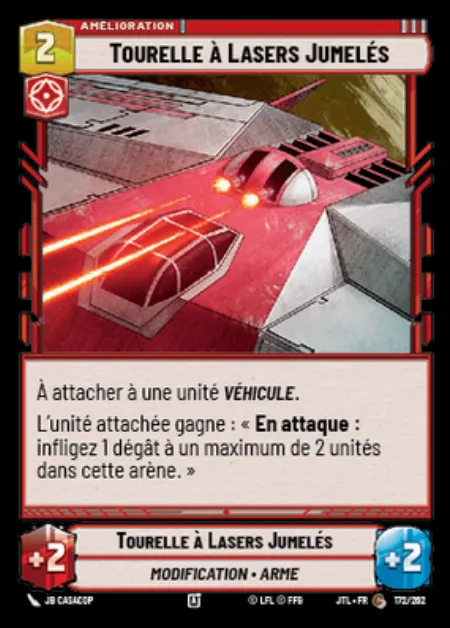 AMÉLIORATION
2
TOURELLE À LASERS JUMELÉS
À attacher à une unité VÉHICULE.
L'unité attachée gagne : « En attaque :
infligez 1 dégât à un maximum de 2 unités
dans cette arène. »
+2
TOURELLE À LASERS JUMELÉS
+2
MODIFICATION • ARME
JB CASACOP
A
© LFL © FFG
JTL • FR
C
172/262